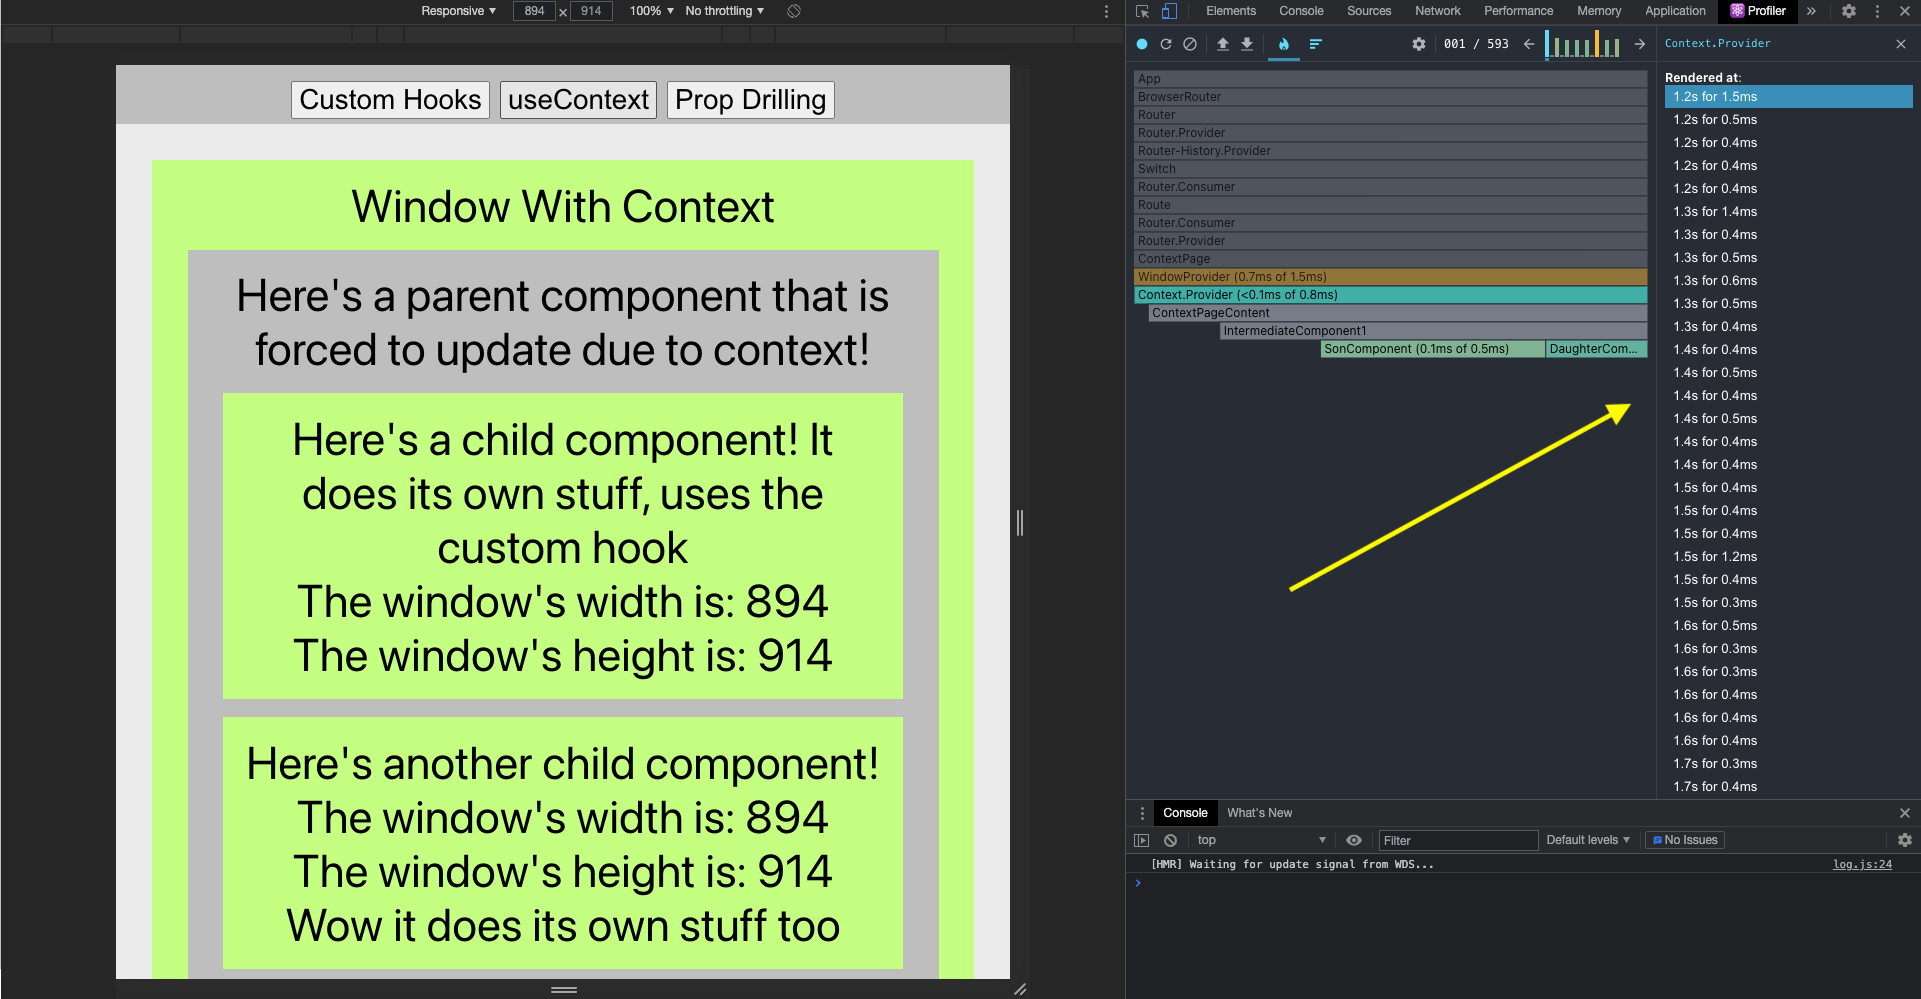 Responsive ▼ 894 × 914 100% ▼ No throttling ▼
Custom Hooks
useContext
Prop Drilling
Window With Context
Here's a parent component that is
forced to update due to context!
Here's a child component! It
does its own stuff, uses the
custom hook
The window's width is: 894
The window's height is: 914
Here's another child component!
The window's width is: 894
The window's height is: 914
Wow it does its own stuff too
Elements Console Sources Network Performance Memory Application Profiler »
001 / 593
App
BrowserRouter
Router
Router.Provider
Router-History.Provider
Switch
Router.Consumer
Route
Router.Consumer
Router.Provider
ContextPage
WindowProvider (0.7ms of 1.5ms)
Context.Provider (<0.1ms of 0.8ms)
ContextPageContent
IntermediateComponent1
SonComponent (0.1ms of 0.5ms)
DaughterCom...
Context.Provider
Rendered at:
1.2s for 1.5ms
1.2s for 0.5ms
1.2s for 0.4ms
1.2s for 0.4ms
1.2s for 0.4ms
1.3s for 1.4ms
1.3s for 0.4ms
1.3s for 0.5ms
1.3s for 0.6ms
1.3s for 0.5ms
1.3s for 0.4ms
1.4s for 0.4ms
1.4s for 0.5ms
1.4s for 0.4ms
1.4s for 0.5ms
1.4s for 0.4ms
1.4s for 0.4ms
1.5s for 0.4ms
1.5s for 0.4ms
1.5s for 0.4ms
1.5s for 1.2ms
1.5s for 0.4ms
1.5s for 0.3ms
1.6s for 0.5ms
1.6s for 0.3ms
1.6s for 0.3ms
1.6s for 0.4ms
1.6s for 0.4ms
1.6s for 0.4ms
1.7s for 0.3ms
1.7s for 0.4ms
Console What's New
top ▼ Filter Default levels ▼ No Issues
[HMR] Waiting for update signal from WDS... log.js:24